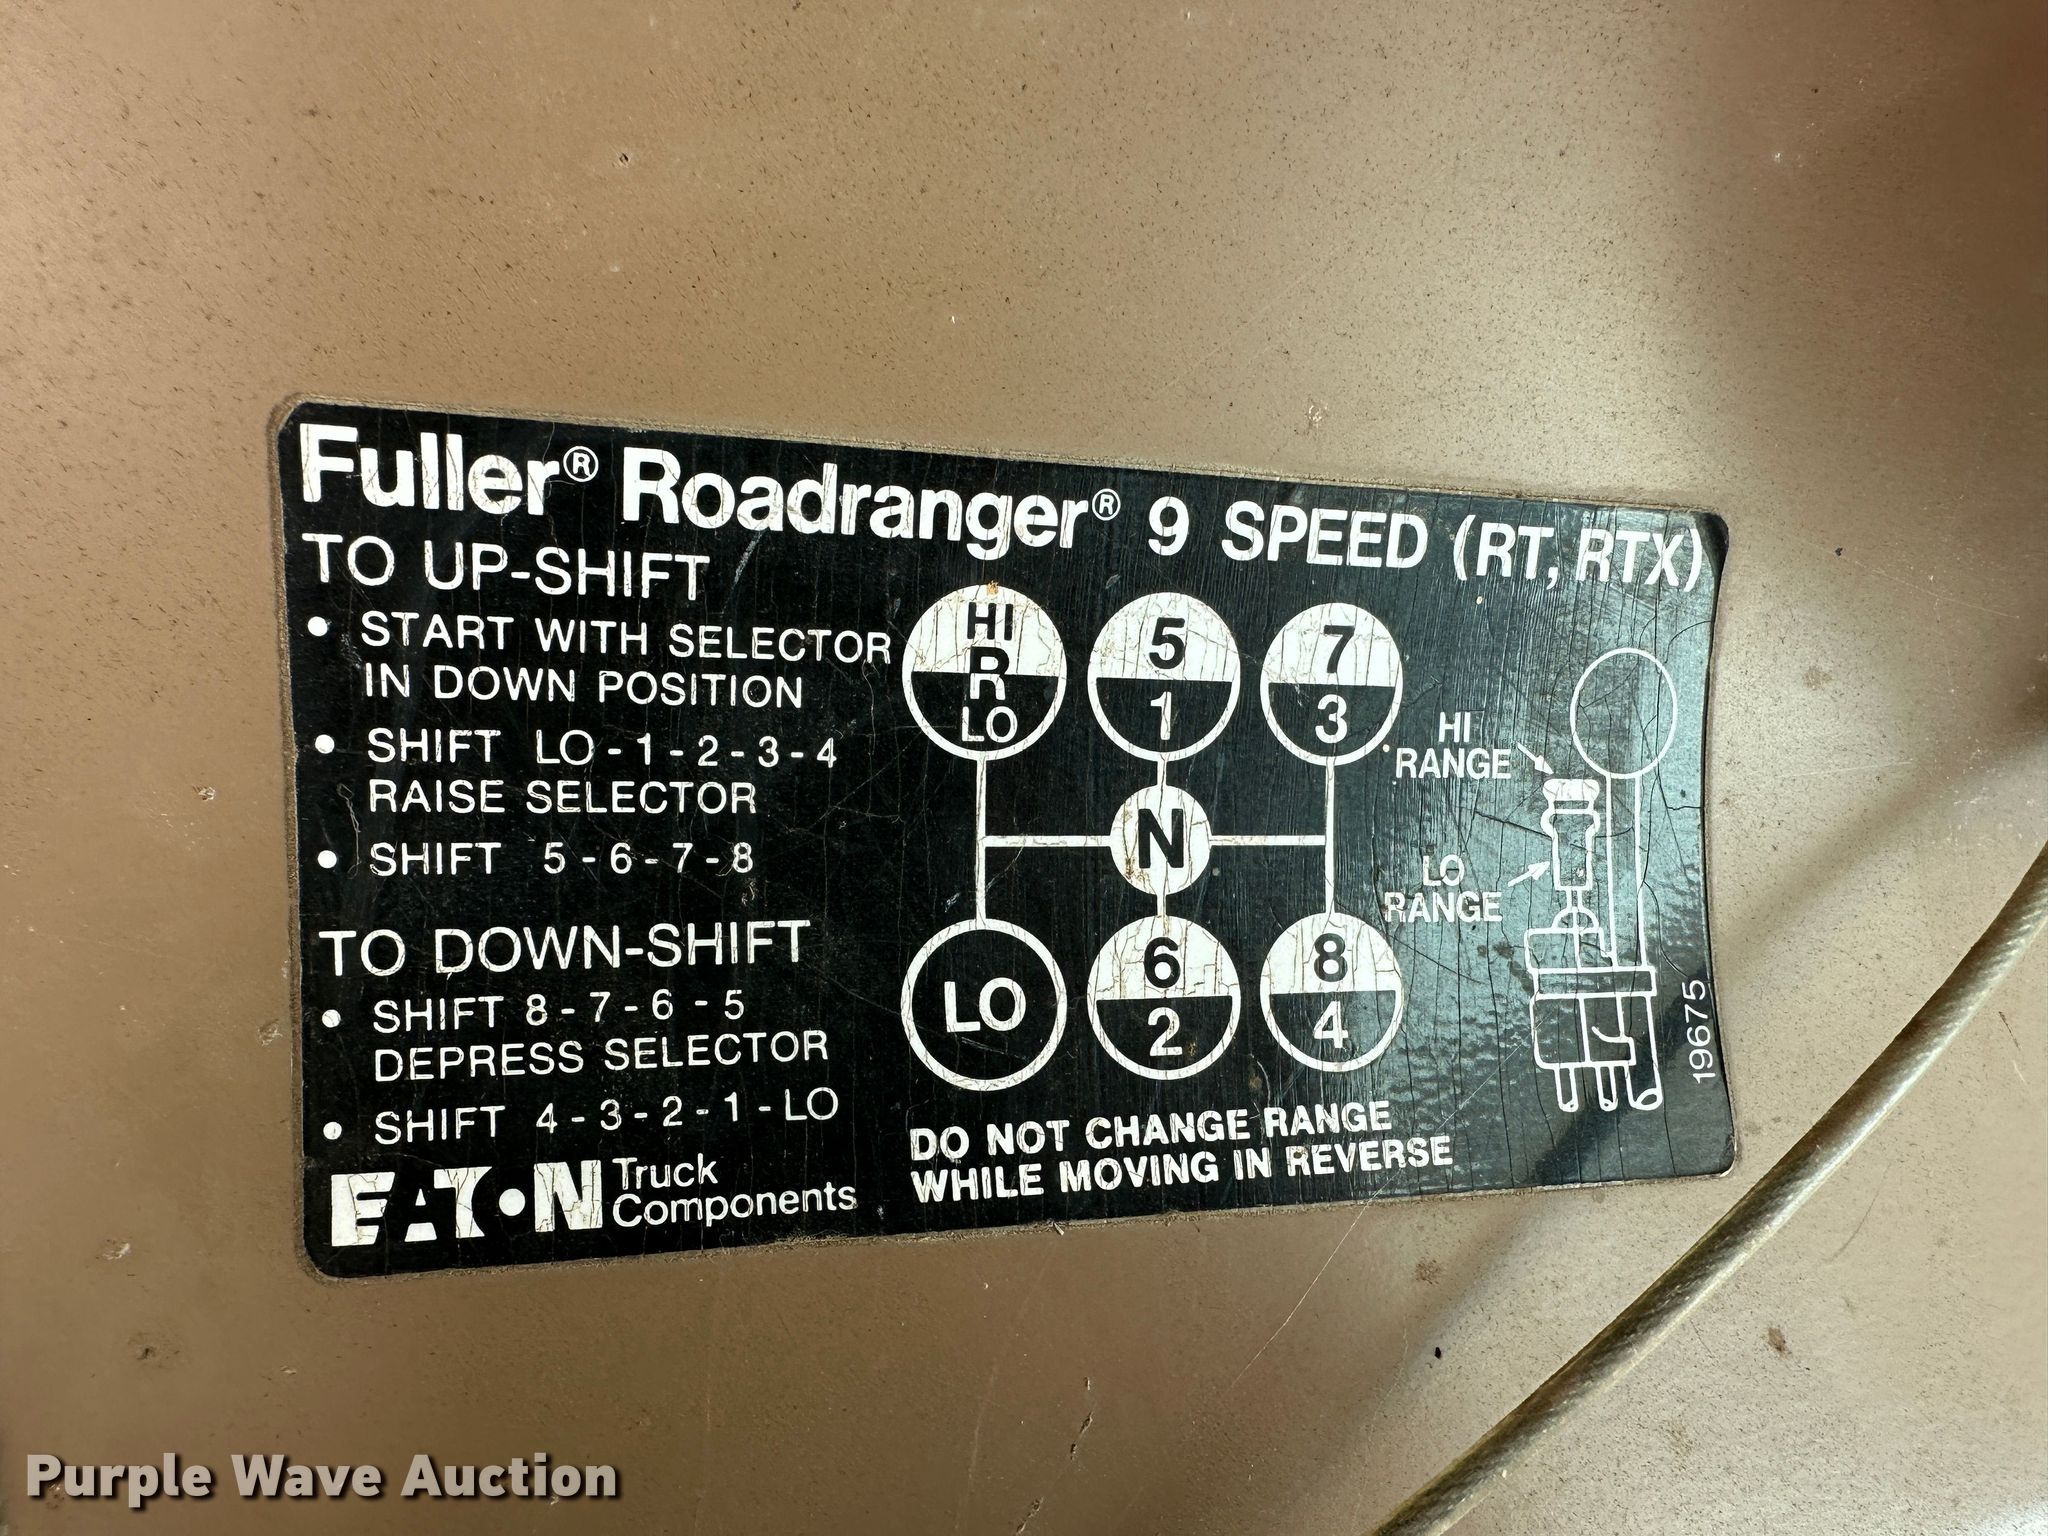 Fuller® Roadranger® 9 SPEED (RT, RTX)
TO UP-SHIFT
• START WITH SELECTOR
IN DOWN POSITION
• SHIFT LO-1-2-3-4
RAISE SELECTOR
• SHIFT 5-6-7-8
TO DOWN-SHIFT
• SHIFT 8-7-6-5
DEPRESS SELECTOR
• SHIFT 4-3-2-1-LO
EATON Truck
Components
HI
R
LO
5
1
7
3
N
LO
6
2
8
4
HI
RANGE
LO
RANGE
DO NOT CHANGE RANGE
WHILE MOVING IN REVERSE
19675
Purple Wave Auction